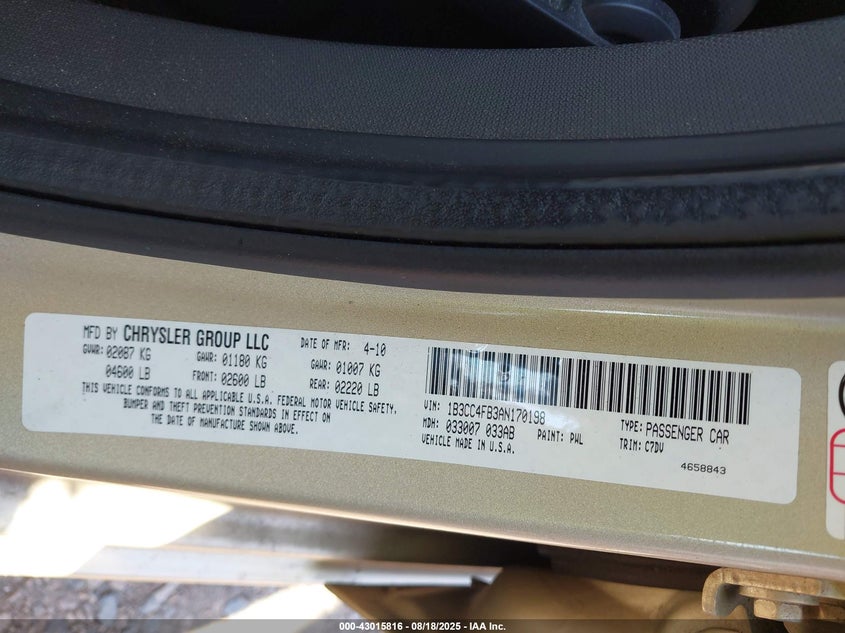 MFD BY CHRYSLER GROUP LLC
DATE OF MFR: 4-10
GVWR: 02087 KG
GAWR: 01180 KG
GAWR: 01007 KG
04600 LB
FRONT: 02600 LB
REAR: 02220 LB
THIS VEHICLE CONFORMS TO ALL APPLICABLE U.S.A. FEDERAL MOTOR VEHICLE SAFETY,
BUMPER AND THEFT PREVENTION STANDARDS IN EFFECT ON
THE DATE OF MANUFACTURE SHOWN ABOVE.
VIN: 1B3CC4FB3AN170198
TYPE: PASSENGER CAR
MDH: 033007 033AB
PAINT: PWL
TRIM: C7DV
VEHICLE MADE IN U.S.A.
4658843
000-43015816 - 08/18/2025 - IAA Inc.